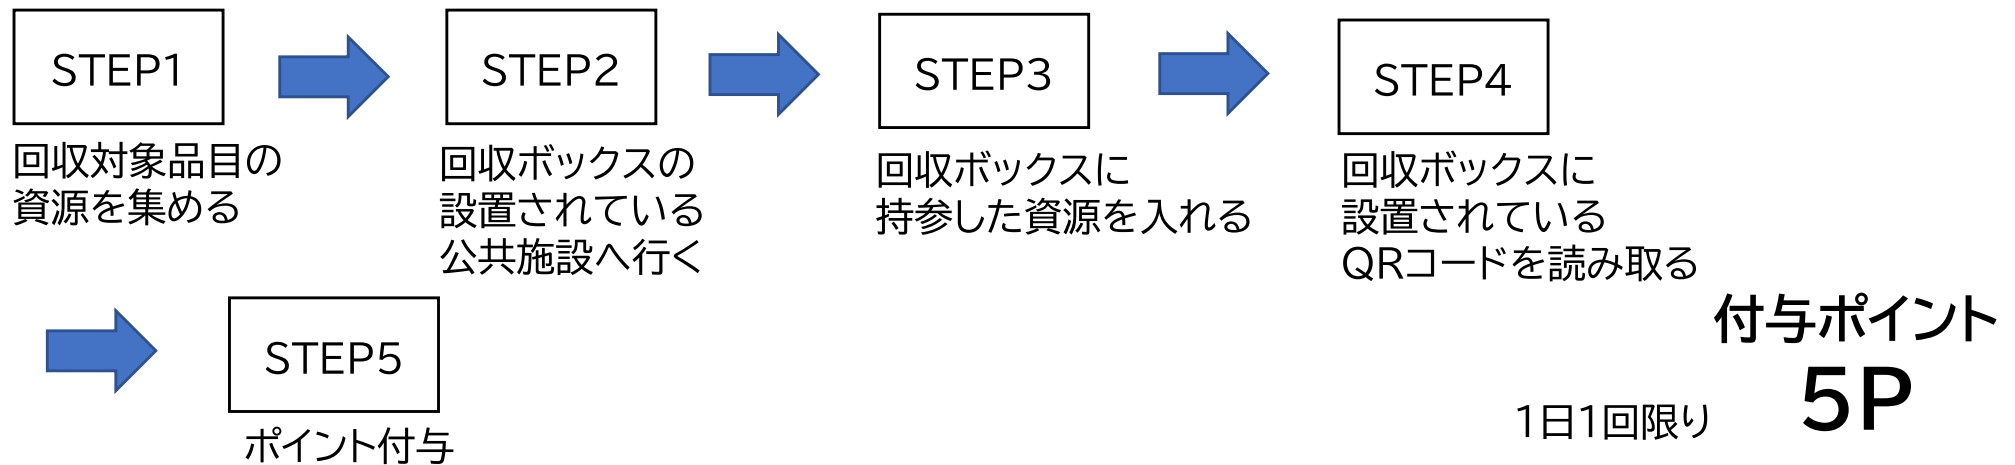 STEP1
回収対象品目の
資源を集める
STEP2
回収ボックスの
設置されている
公共施設へ行く
STEP3
回収ボックスに
持参した資源を入れる
STEP4
回収ボックスに
設置されている
QRコードを読み取る
STEP5
ポイント付与
1日1回限り
付与ポイント
5P